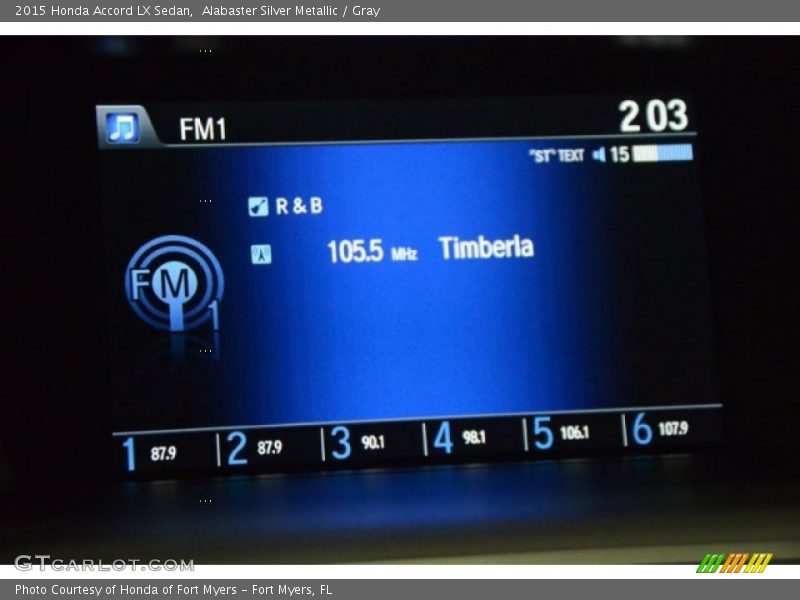 2015 Honda Accord LX Sedan,  Alabaster Silver Metallic / Gray
FM1
2 03
"ST" TEXT 15
R & B
105.5 MHz Timberla
FM1
1 87.9 2 87.9 3 90.1 4 98.1 5 106.1 6 107.9
GTcarlot.com
Photo Courtesy of Honda of Fort Myers - Fort Myers, FL